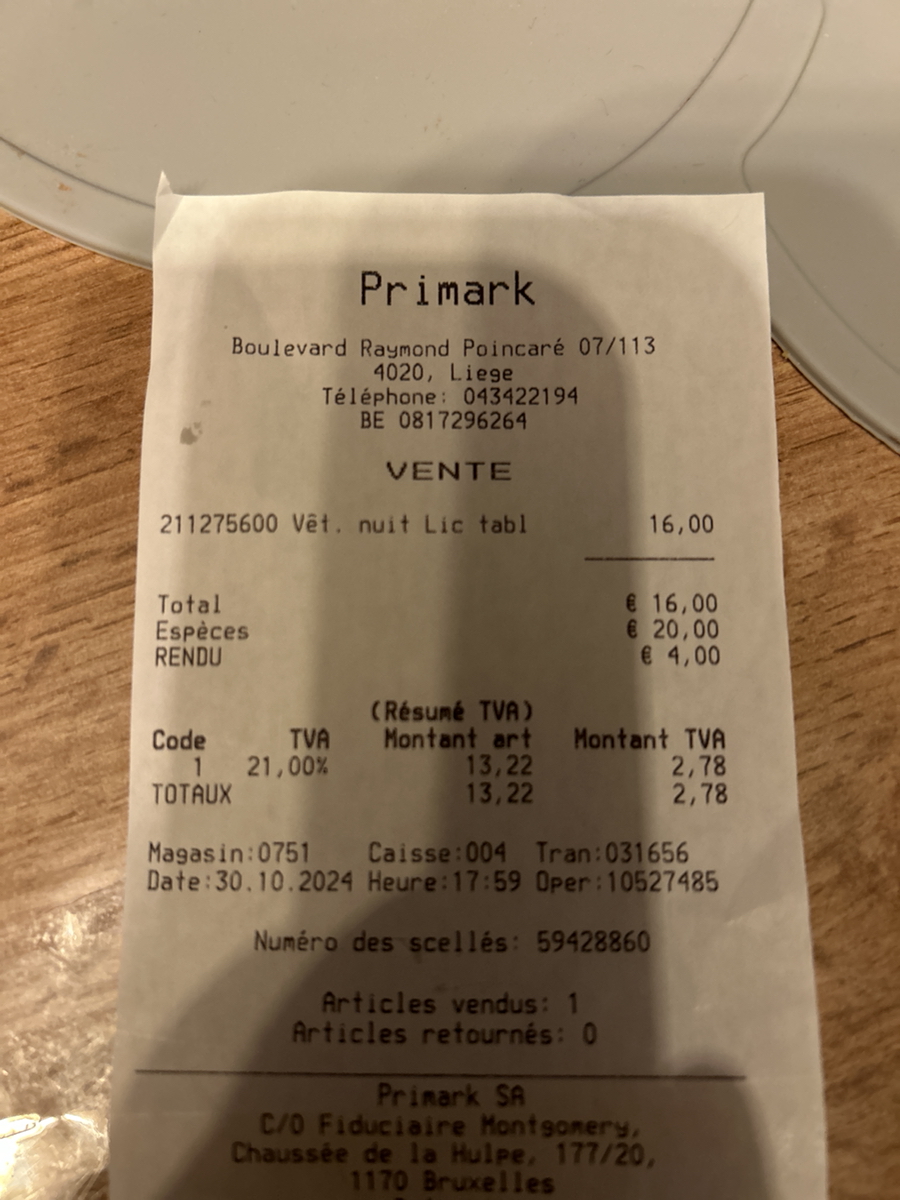 Primark
Boulevard Raymond Poincaré 07/113
4020, Liege
Téléphone: 043422194
BE 0817296264
VENTE
211275600 Vêt. nuit Lic tabl 16,00
Total € 16,00
Espèces € 20,00
RENDU € 4,00
(Résumé TVA)
Code TVA Montant art Montant TVA
1 21,00% 13,22 2,78
TOTAUX 13,22 2,78
Magasin:0751 Caisse:004 Tran:031656
Date:30.10.2024 Heure:17:59 Oper:10527485
Numéro des scellés: 59428860
Articles vendus: 1
Articles retournés: 0
Primark SA
C/O Fiduciaire Montgomery,
Chaussée de la Hulpe, 177/20,
1170 Bruxelles